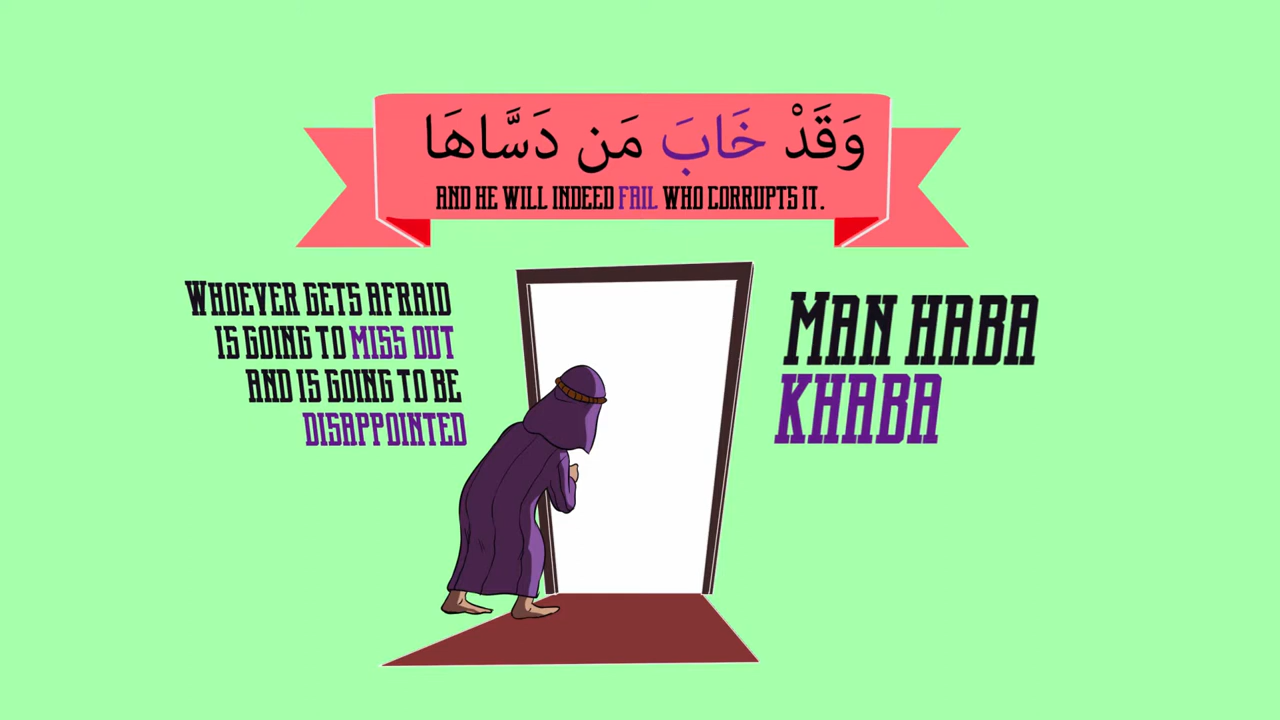 وَقَدْ خَابَ مَن دَسَّاهَا
AND HE WILL INDEED FAIL WHO CORRUPTS IT.
WHOEVER GETS AFRAID
IS GOING TO MISS OUT
AND IS GOING TO BE
DISAPPOINTED
MAN HABA
KHABA